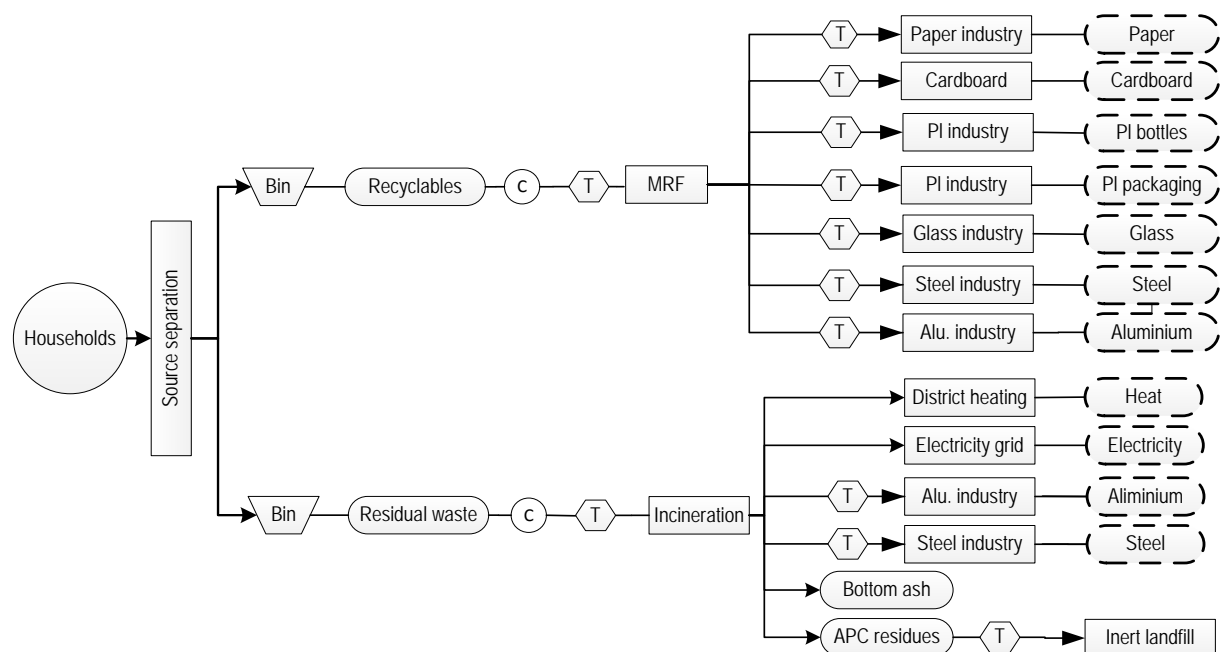 T
Paper industry
Paper
T
Cardboard
Cardboard
T
Pl industry
Pl bottles
Bin
Recyclables
C
T
MRF
T
Pl industry
Pl packaging
T
Glass industry
Glass
T
Steel industry
Steel
Households
Source separation
T
Alu. industry
Aluminium
District heating
Heat
Electricity grid
Electricity
T
Alu. industry
Aliminium
Bin
Residual waste
C
T
Incineration
T
Steel industry
Steel
Bottom ash
APC residues
T
Inert landfill